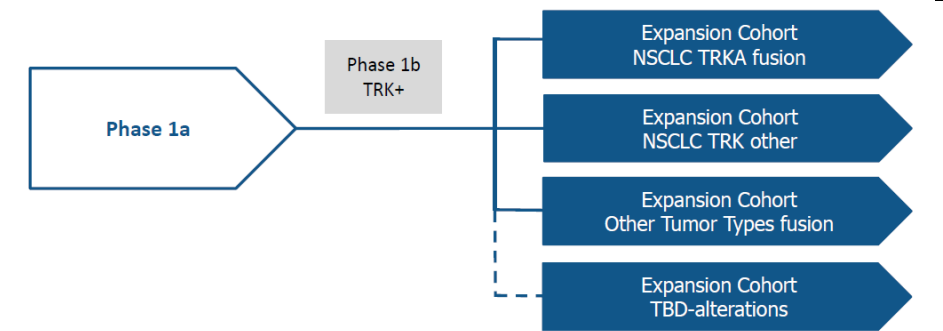 Phase 1a
Phase 1b
TRK+
Expansion Cohort
NSCLC TRKA fusion
Expansion Cohort
NSCLC TRK other
Expansion Cohort
Other Tumor Types fusion
Expansion Cohort
TBD-alterations